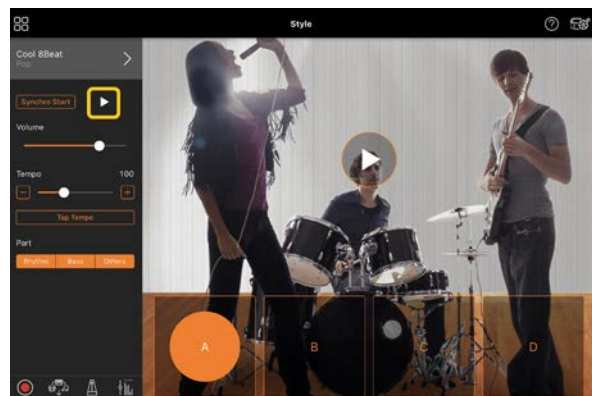 Style
?
Cool 8Beat
Pop
Synchro Start
Volume
Tempo 100
- +
Tap Tempo
Part
Rhythm Bass Others
A B C D